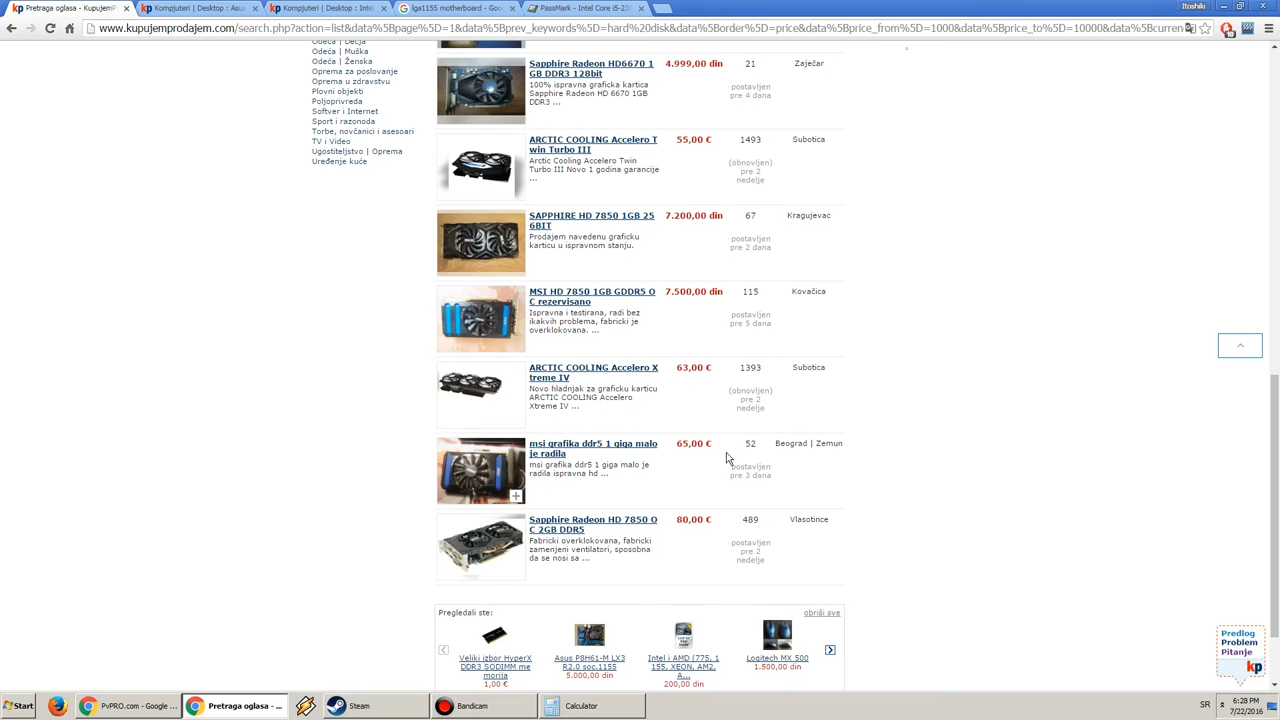 Pretraga oglasa - KupujemP
Kompjuteri | Desktop : Asu
Kompjuteri | Desktop : Inte
lga1155 motherboard - Goo
PassMark - Intel Core i5-23
Itoshki
www.kupujemprodajem.com/search.php?action=list&data%5Bpage%5D=1&data%5Bprev_keywords%5D=hard%20disk&data%5Border%5D=price&data%5Bprice_from%5D=1000&data%5Bprice_to%5D=10000&data%5Bcurren
Odeća | Dečja
Odeća | Muška
Odeća | Ženska
Oprema za poslovanje
Oprema u zdravstvu
Plovni objekti
Poljoprivreda
Softver i Internet
Sport i razonoda
Torbe, novčanici i asesoari
TV i Video
Ugostiteljstvo | Oprema
Uređenje kuće
Sapphire Radeon HD6670 1
GB DDR3 128bit
100% ispravna graficka kartica
Sapphire Radeon HD 6670 1GB
DDR3 ...
4.999,00 din
21
postavljen
pre 4 dana
Zaječar
ARCTIC COOLING Accelero T
win Turbo III
Arctic Cooling Accelero Twin
Turbo III Novo 1 godina garancije
...
55,00 €
1493
(obnovljen)
pre 2
nedelje
Subotica
SAPPHIRE HD 7850 1GB 25
6BIT
Prodajem navedenu graficku
karticu u ispravnom stanju.
7.200,00 din
67
postavljen
pre 2 dana
Kragujevac
MSI HD 7850 1GB GDDR5 O
C rezervisano
Ispravna i testirana, radi bez
ikakvih problema, fabricki je
overklokovana. ...
7.500,00 din
115
postavljen
pre 5 dana
Kovačica
ARCTIC COOLING Accelero X
treme IV
Novo hladnjak za grafičku karticu
ARCTIC COOLING Accelero
Xtreme IV ...
63,00 €
1393
(obnovljen)
pre 2
nedelje
Subotica
msi grafika ddr5 1 giga malo
je radila
msi grafika ddr5 1 giga malo je
radila ispravna hd ...
65,00 €
52
postavljen
pre 3 dana
Beograd | Zemun
Sapphire Radeon HD 7850 O
C 2GB DDR5
Fabricki overklokovana, fabricki
zamenjeni ventilatori, sposobna
da se nosi sa ...
80,00 €
489
postavljen
pre 2
nedelje
Vlasotince
Pregledali ste:
obriši sve
Veliki izbor HyperX
DDR3 SODIMM me
morija
1,00 €
Asus P8H61-M LX3
R2.0 soc.1155
5.000,00 din
Intel i AMD (775, 1
155, XEON, AM2,
A...
200,00 din
Logitech MX 500
1.500,00 din
Predlog
Problem
Pitanje
kp
Start
PvPRO.com - Google ...
Pretraga oglasa - ...
Steam
Bandicam
Calculator
SR
6:28 PM
7/22/2016